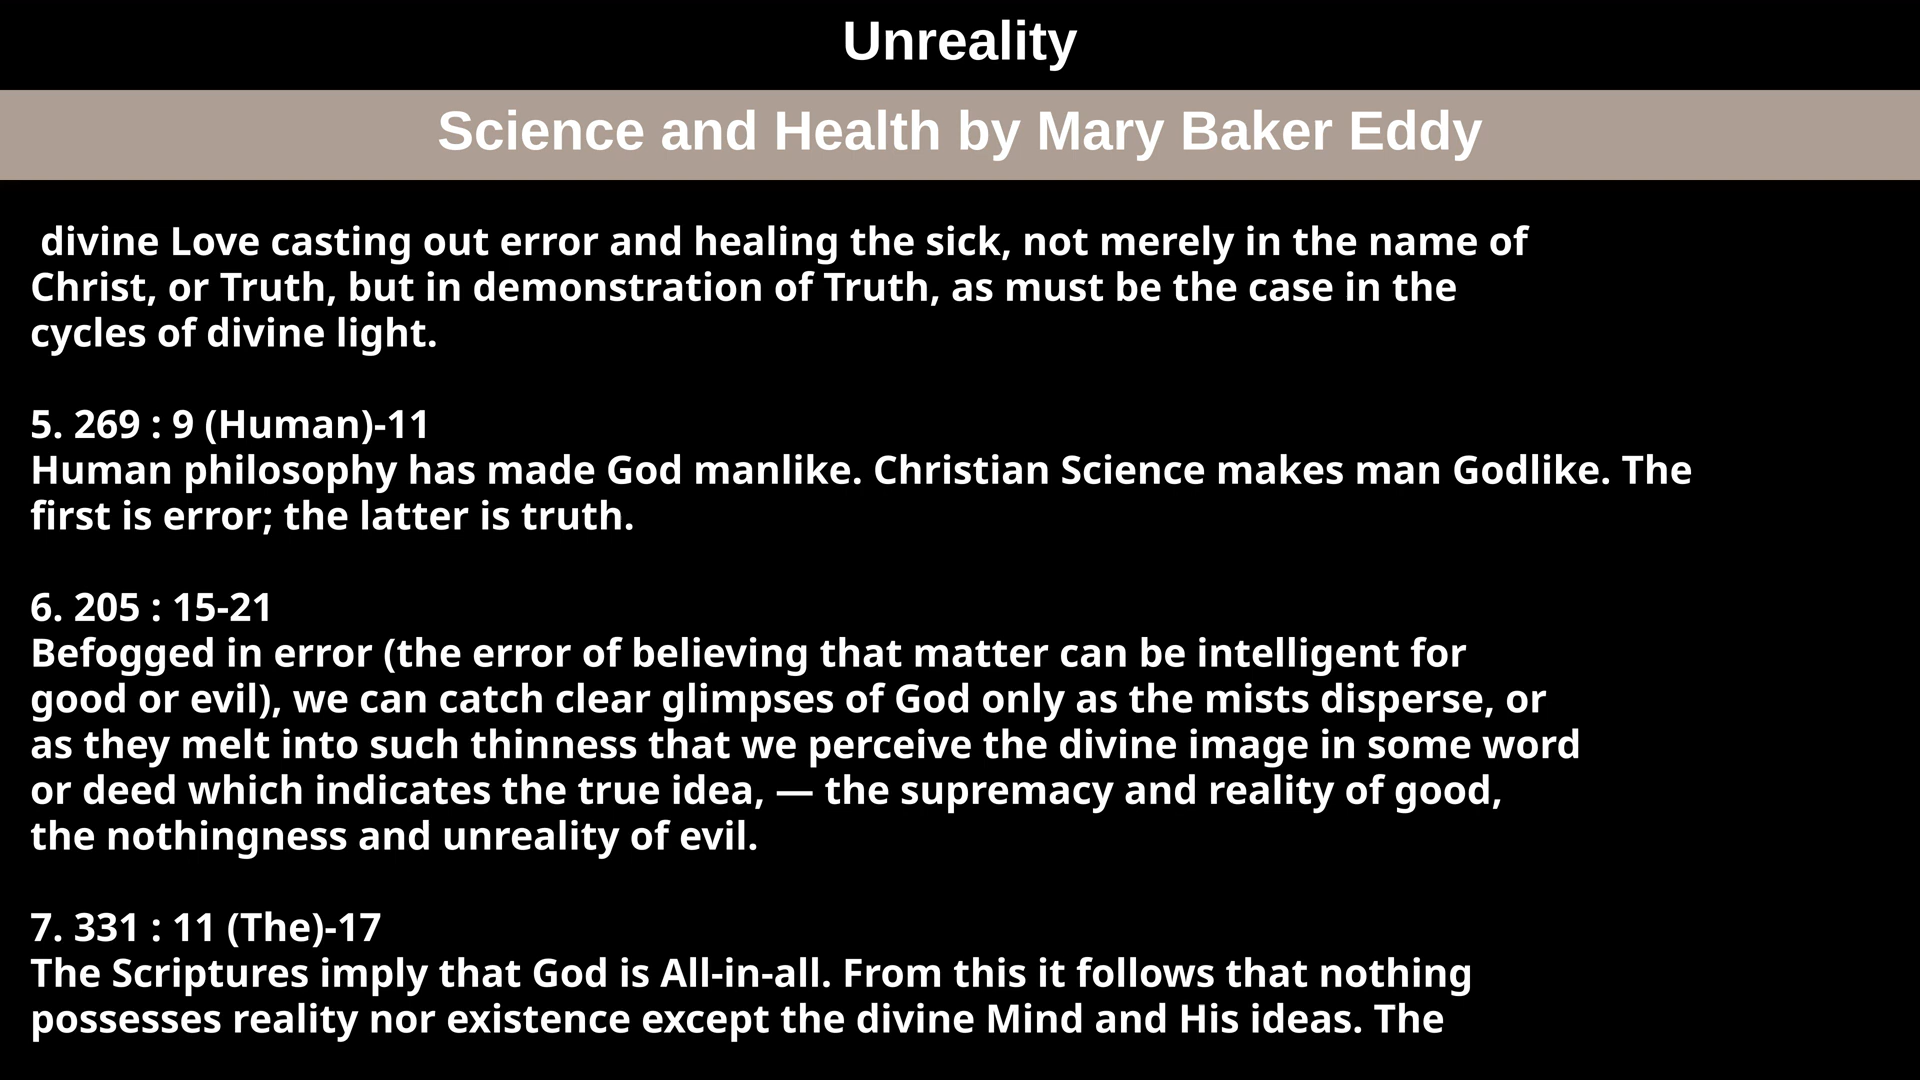 Unreality
Science and Health by Mary Baker Eddy
divine Love casting out error and healing the sick, not merely in the name of
Christ, or Truth, but in demonstration of Truth, as must be the case in the
cycles of divine light.
5. 269 : 9 (Human)-11
Human philosophy has made God manlike. Christian Science makes man Godlike. The
first is error; the latter is truth.
6. 205 : 15-21
Befogged in error (the error of believing that matter can be intelligent for
good or evil), we can catch clear glimpses of God only as the mists disperse, or
as they melt into such thinness that we perceive the divine image in some word
or deed which indicates the true idea, — the supremacy and reality of good,
the nothingness and unreality of evil.
7. 331 : 11 (The)-17
The Scriptures imply that God is All-in-all. From this it follows that nothing
possesses reality nor existence except the divine Mind and His ideas. The